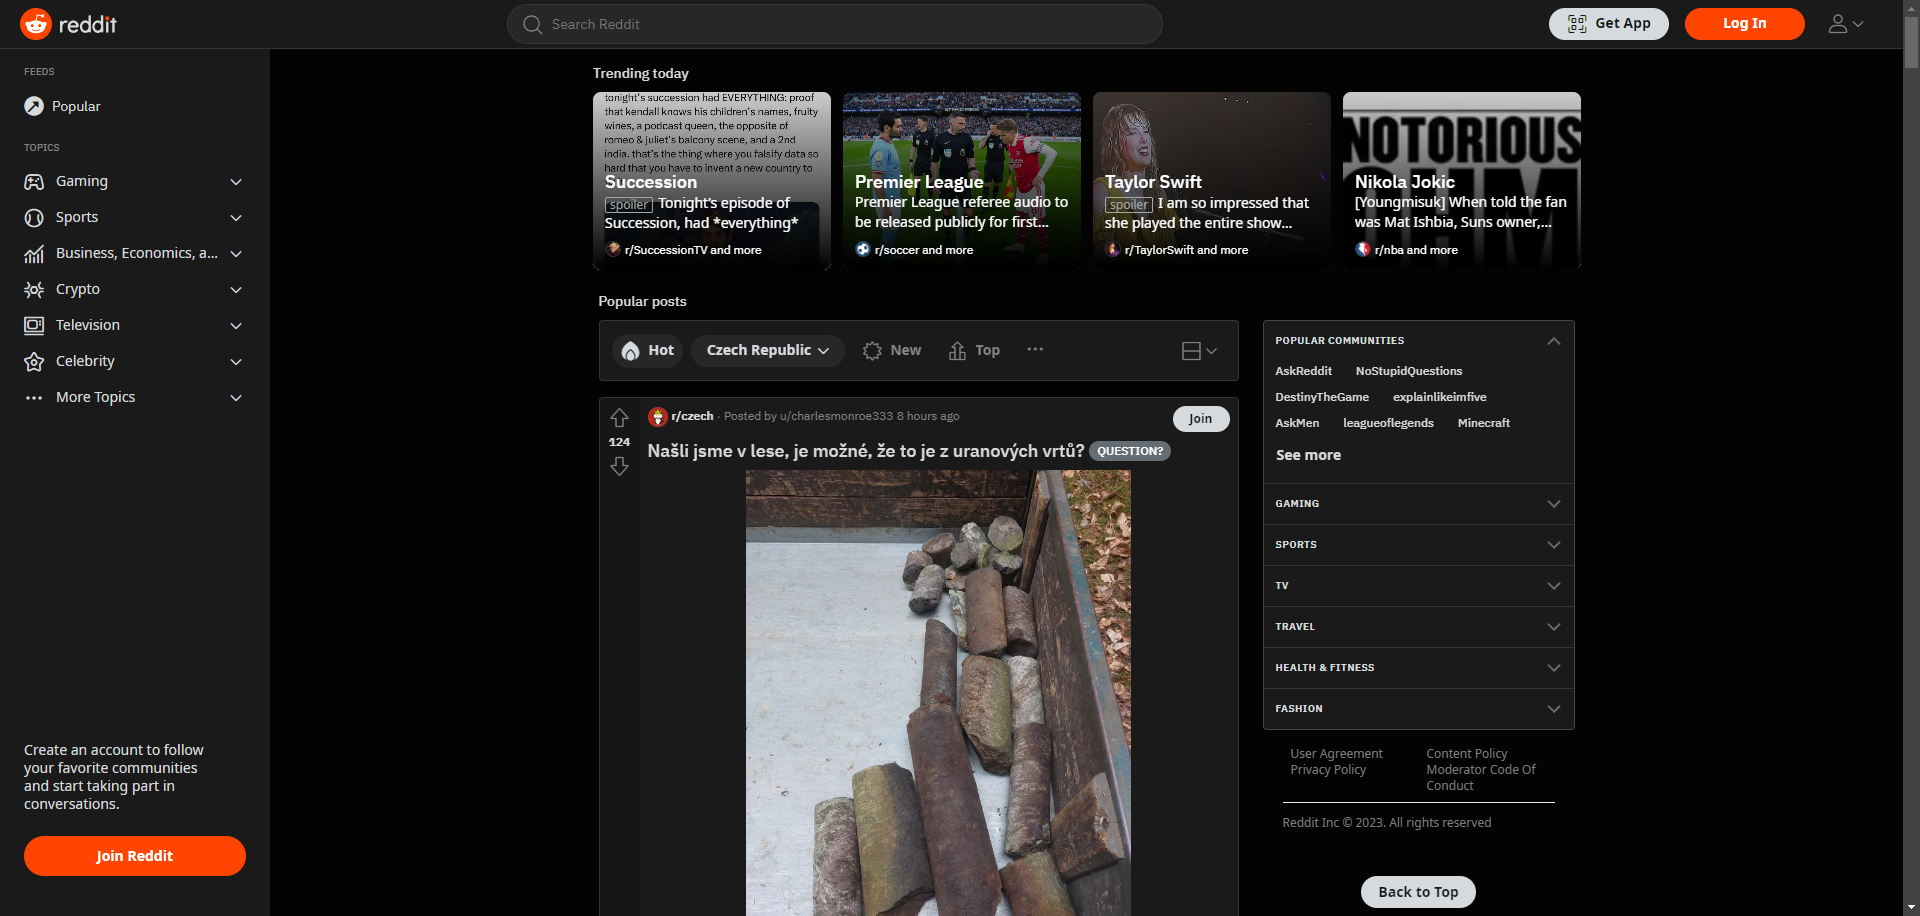 reddit
Search Reddit
Get App
Log In
FEEDS
Popular
TOPICS
Gaming
Sports
Business, Economics, a...
Crypto
Television
Celebrity
More Topics
Create an account to follow
your favorite communities
and start taking part in
conversations.
Join Reddit
Trending today
tonight's succession had EVERYTHING: proof
that kendall knows his children's names, fruity
wines, a podcast queen, the opposite of
romeo & juliet's balcony scene, and a 2nd
india. that's the thing where you falsify data so
hard that you have to invent a new country to
Succession
spoiler Tonight's episode of
Succession, had *everything*
r/SuccessionTV and more
Premier League
Premier League referee audio to
be released publicly for first...
r/soccer and more
Taylor Swift
spoiler I am so impressed that
she played the entire show...
r/TaylorSwift and more
NOTORIOUS
Nikola Jokic
[Youngmisuk] When told the fan
was Mat Ishbia, Suns owner,...
r/nba and more
Popular posts
Hot
Czech Republic
New
Top
r/czech · Posted by u/charlesmonroe333 8 hours ago
Join
124
Našli jsme v lese, je možné, že to je z uranových vrtů? QUESTION?
POPULAR COMMUNITIES
AskReddit NoStupidQuestions
DestinyTheGame explainlikeimfive
AskMen leagueoflegends Minecraft
See more
GAMING
SPORTS
TV
TRAVEL
HEALTH & FITNESS
FASHION
User Agreement
Privacy Policy
Content Policy
Moderator Code Of
Conduct
Reddit Inc © 2023. All rights reserved
Back to Top